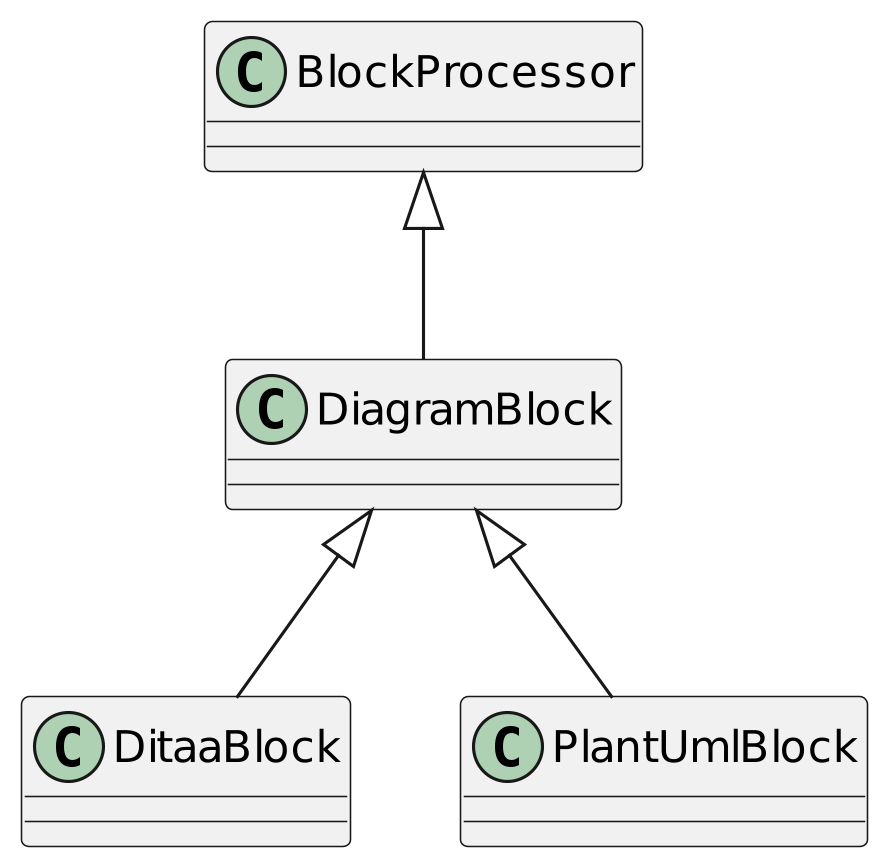 C BlockProcessor
C DiagramBlock
C DitaaBlock
C PlantUmlBlock